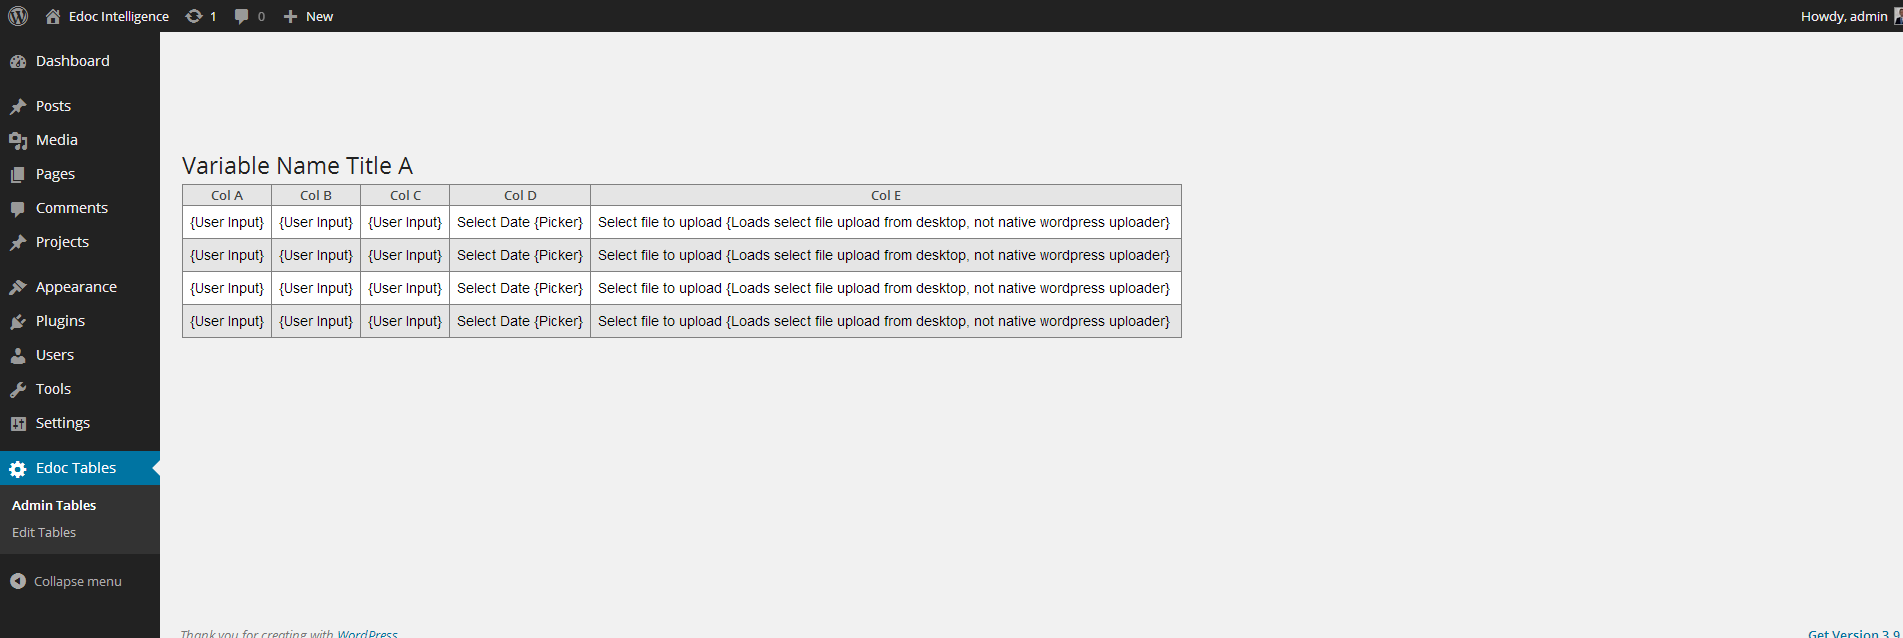 Edoc Intelligence 1 0 New Howdy, admin
Dashboard
Posts
Media
Pages
Comments
Projects
Appearance
Plugins
Users
Tools
Settings
Edoc Tables
Admin Tables
Edit Tables
Collapse menu
Variable Name Title A
Col A Col B Col C Col D Col E
{User Input} {User Input} {User Input} Select Date {Picker} Select file to upload {Loads select file upload from desktop, not native wordpress uploader}
{User Input} {User Input} {User Input} Select Date {Picker} Select file to upload {Loads select file upload from desktop, not native wordpress uploader}
{User Input} {User Input} {User Input} Select Date {Picker} Select file to upload {Loads select file upload from desktop, not native wordpress uploader}
{User Input} {User Input} {User Input} Select Date {Picker} Select file to upload {Loads select file upload from desktop, not native wordpress uploader}
Thank you for creating with WordPress
Get Version 3.9